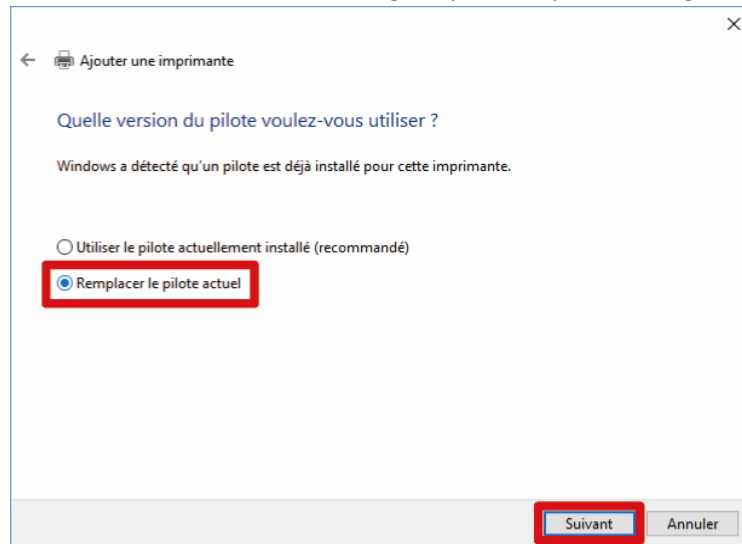 Ajouter une imprimante
Quelle version du pilote voulez-vous utiliser ?
Windows a détecté qu'un pilote est déjà installé pour cette imprimante.
Utiliser le pilote actuellement installé (recommandé)
Remplacer le pilote actuel
Suivant Annuler